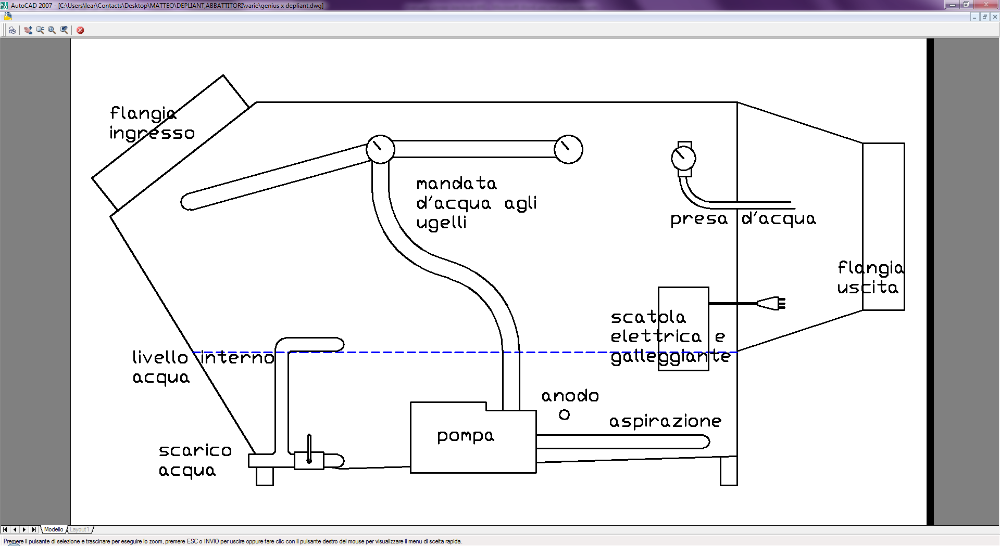 AutoCAD 2007 - [C:\Users\lear\Contacts\Desktop\MATTEO\DEPLIANT,ABBATTITORI\varie\genius x depliant.dwg]
flangia
ingresso
mandata
d'acqua agli
ugelli
presa d'acqua
flangia
uscita
scatola
elettrica e
galleggiante
livello interno
acqua
anodo
aspirazione
pompa
scarico
acqua
Modello
Layout1
Premere il pulsante di selezione e trascinare per eseguire lo zoom, premere ESC o INVIO per uscire oppure fare clic con il pulsante destro del mouse per visualizzare il menu di scelta rapida.